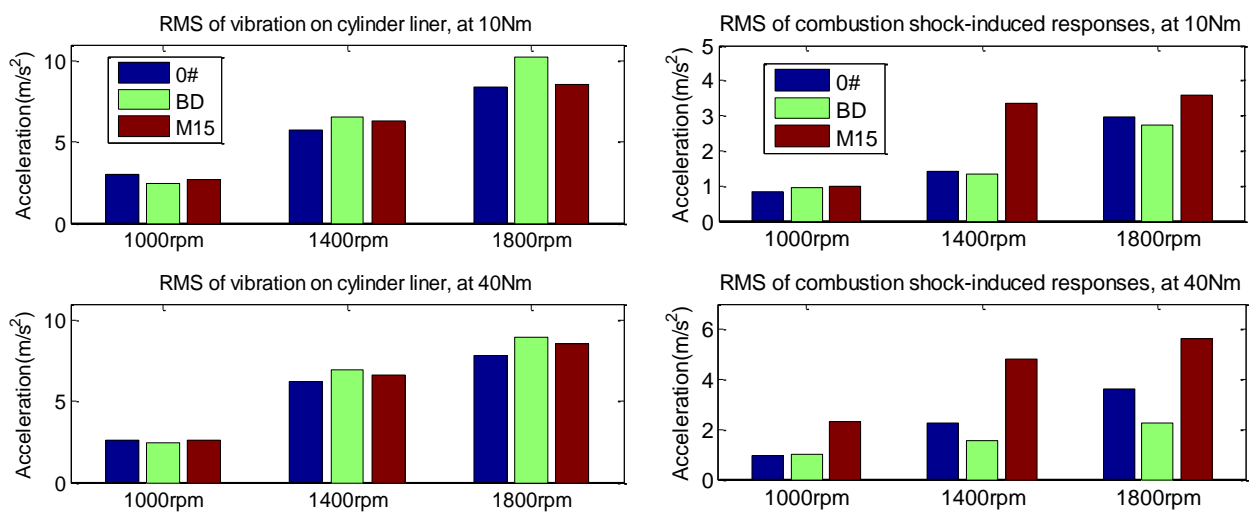 RMS of vibration on cylinder liner, at 10Nm
Acceleration(m/s²)
10
5
0
0#
BD
M15
1000rpm
1400rpm
1800rpm
RMS of combustion shock-induced responses, at 10Nm
Acceleration(m/s²)
5
4
3
2
1
0
0#
BD
M15
1000rpm
1400rpm
1800rpm
RMS of vibration on cylinder liner, at 40Nm
Acceleration(m/s²)
10
5
0
1000rpm
1400rpm
1800rpm
RMS of combustion shock-induced responses, at 40Nm
Acceleration(m/s²)
6
4
2
0
1000rpm
1400rpm
1800rpm